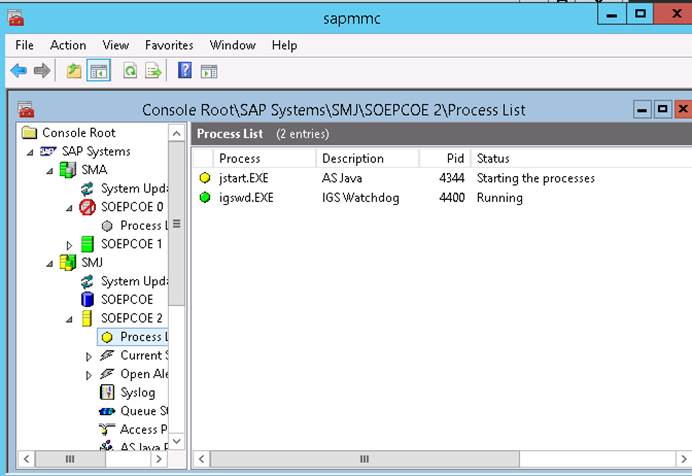 sapmmc
File Action View Favorites Window Help
Console Root\SAP Systems\SMJ\SOEPCOE 2\Process List
Console Root
SAP Systems
SMA
System Upda
SOEPCOE 0
Process L
SOEPCOE 1
SMJ
System Upda
SOEPCOE
SOEPCOE 2
Process L
Current S
Open Ale
Syslog
Queue St
Access P
AS Java P
Process List (2 entries)
Process Description Pid Status
jstart.EXE AS Java 4344 Starting the processes
igswd.EXE IGS Watchdog 4400 Running